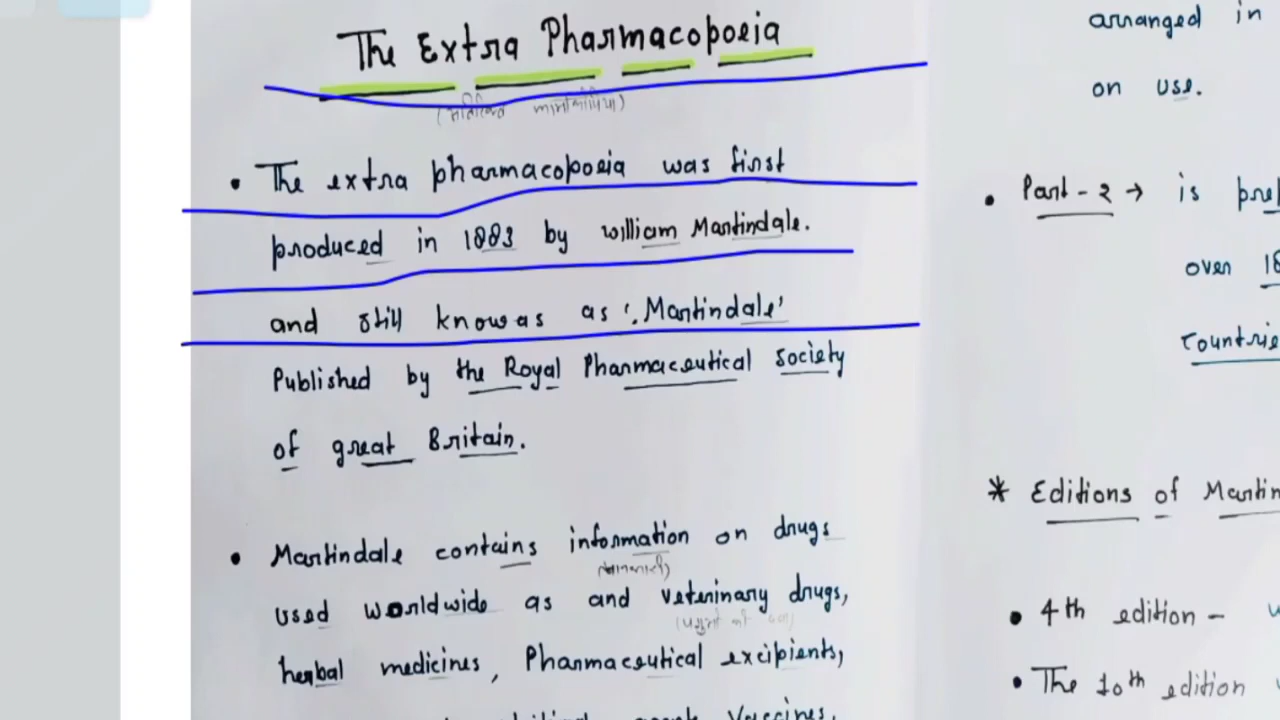 The Extra Pharmacopoeia
• The extra pharmacopoeia was first
produced in 1883 by william Martindale.
and still knowas as 'Martindale'
Published by the Royal Pharmaceutical society
of great Britain.
• Martindale contains information on drugs
used worldwide as and veterinary drugs,
herbal medicines, Pharmaceutical excipients,
Vaccines,
arranged in
on use.
• Part-2 → is
over
* Editions of
• 4th edition -
• The 10th edition